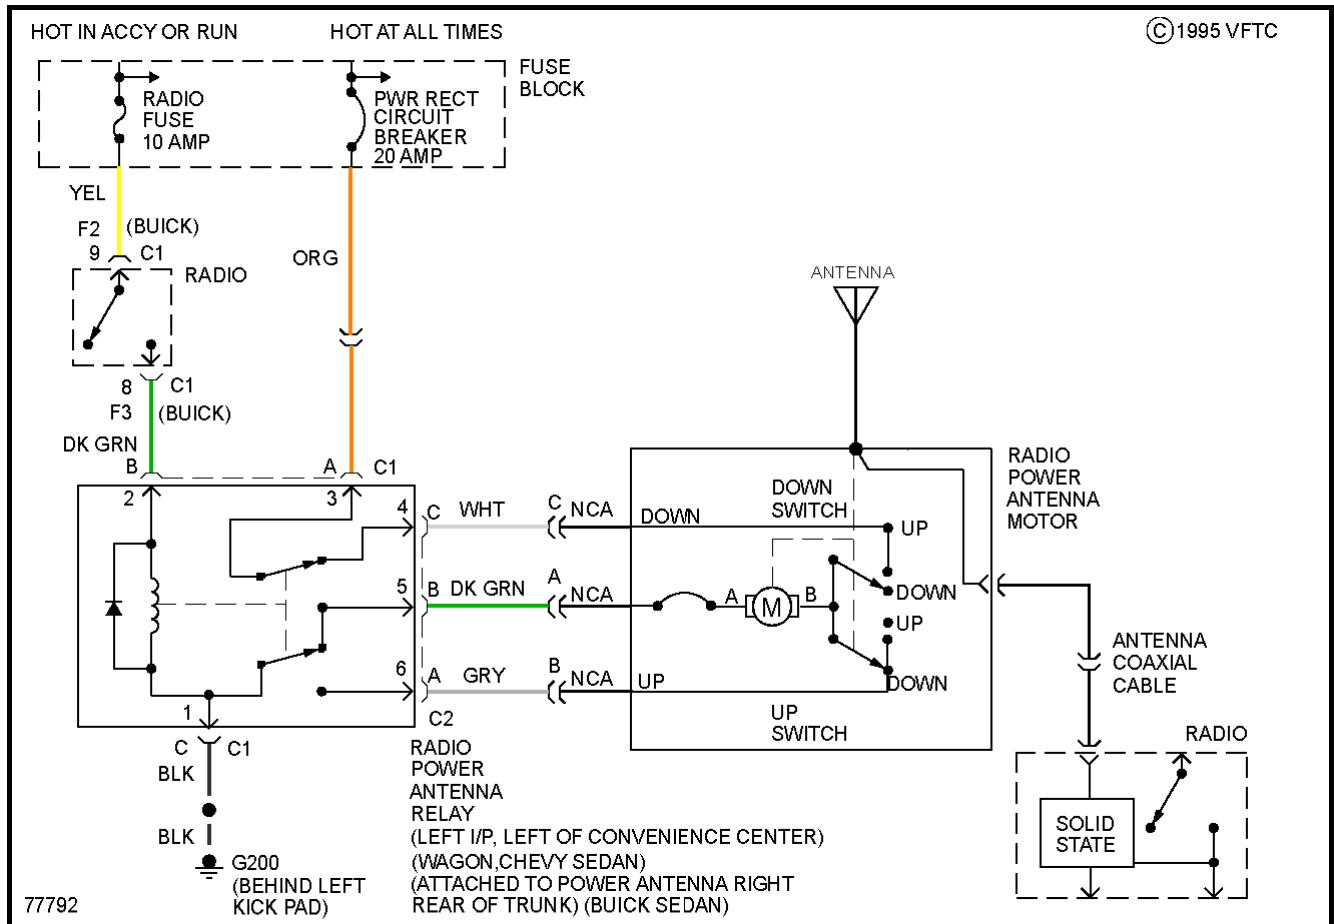 HOT IN ACCY OR RUN
HOT AT ALL TIMES
© 1995 VFTC
FUSE
BLOCK
RADIO
FUSE
10 AMP
PWR RECT
CIRCUIT
BREAKER
20 AMP
YEL
F2 (BUICK)
9 C1
RADIO
ORG
ANTENNA
8 C1
F3 (BUICK)
DK GRN
B
A C1
2
3
4 C WHT C NCA
DOWN
DOWN
SWITCH
UP
RADIO
POWER
ANTENNA
MOTOR
5 B DK GRN A NCA
A M B
DOWN
UP
6 A GRY B NCA
UP
DOWN
C2
UP
SWITCH
ANTENNA
COAXIAL
CABLE
1
C C1
BLK
BLK
G200
(BEHIND LEFT
KICK PAD)
RADIO
POWER
ANTENNA
RELAY
(LEFT I/P, LEFT OF CONVENIENCE CENTER)
(WAGON,CHEVY SEDAN)
(ATTACHED TO POWER ANTENNA RIGHT
REAR OF TRUNK) (BUICK SEDAN)
RADIO
SOLID
STATE
77792